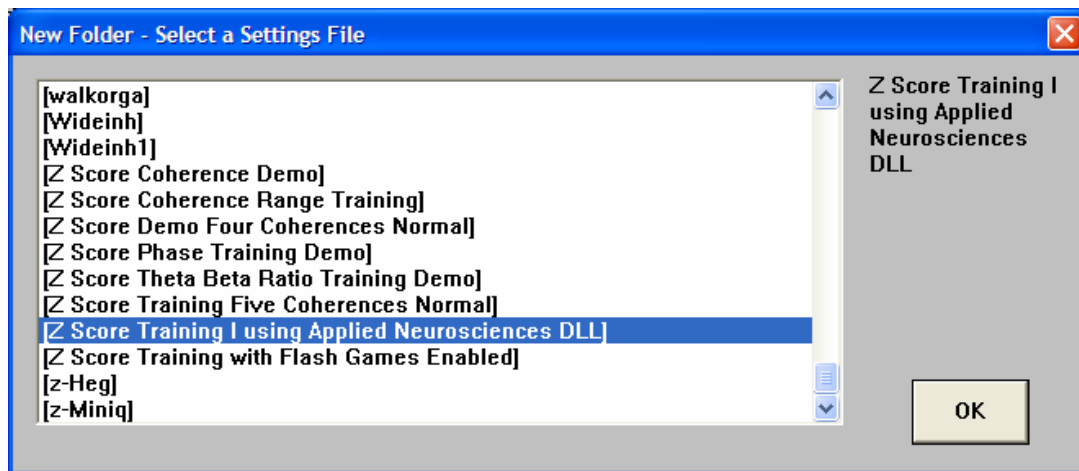 New Folder - Select a Settings File
[walkorga]
[Wideinh]
[Wideinh1]
[Z Score Coherence Demo]
[Z Score Coherence Range Training]
[Z Score Demo Four Coherences Normal]
[Z Score Phase Training Demo]
[Z Score Theta Beta Ratio Training Demo]
[Z Score Training Five Coherences Normal]
[Z Score Training I using Applied Neurosciences DLL]
[Z Score Training with Flash Games Enabled]
[z-Heg]
[z-Miniq]
Z Score Training I
using Applied
Neurosciences
DLL
OK